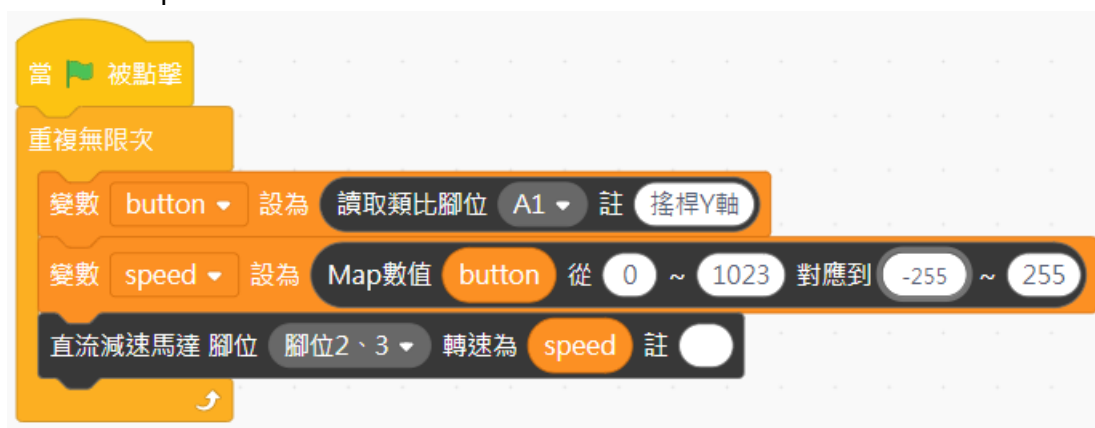 當 被點擊
重複無限次
變數 button 設為 讀取類比腳位 A1 註 搖桿Y軸
變數 speed 設為 Map數值 button 從 0 ~ 1023 對應到 -255 ~ 255
直流減速馬達 腳位 腳位2、3 轉速為 speed 註